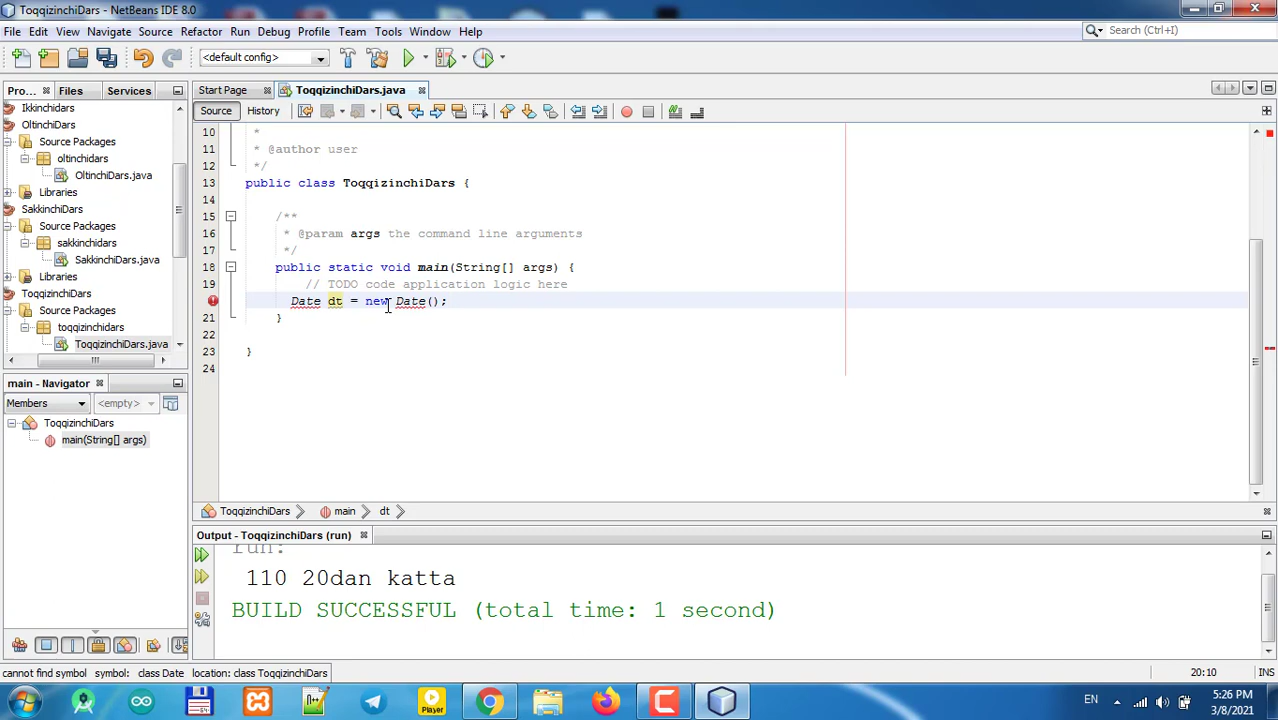 ToqqizinchiDars - NetBeans IDE 8.0
File Edit View Navigate Source Refactor Run Debug Profile Team Tools Window Help
Search (Ctrl+I)
<default config>
Pro... Files Services
Start Page ToqqizinchiDars.java
Source History
Ikkinchidars
OltinchiDars
Source Packages
oltinchidars
OltinchiDars.java
Libraries
SakkinchiDars
Source Packages
sakkinchidars
SakkinchiDars.java
Libraries
ToqqizinchiDars
Source Packages
toqqizinchidars
ToqqizinchiDars.java
10 *
11 * @author user
12 */
13 public class ToqqizinchiDars {
14
15 /**
16 * @param args the command line arguments
17 */
18 public static void main(String[] args) {
19 // TODO code application logic here
Date dt = new Date();
21 }
22
23 }
24
main - Navigator
Members <empty>
ToqqizinchiDars
main(String[] args)
ToqqizinchiDars main dt
Output - ToqqizinchiDars (run)
run:
110 20dan katta
BUILD SUCCESSFUL (total time: 1 second)
cannot find symbol symbol: class Date location: class ToqqizinchiDars
20:10 INS
Player
EN
5:26 PM
3/8/2021